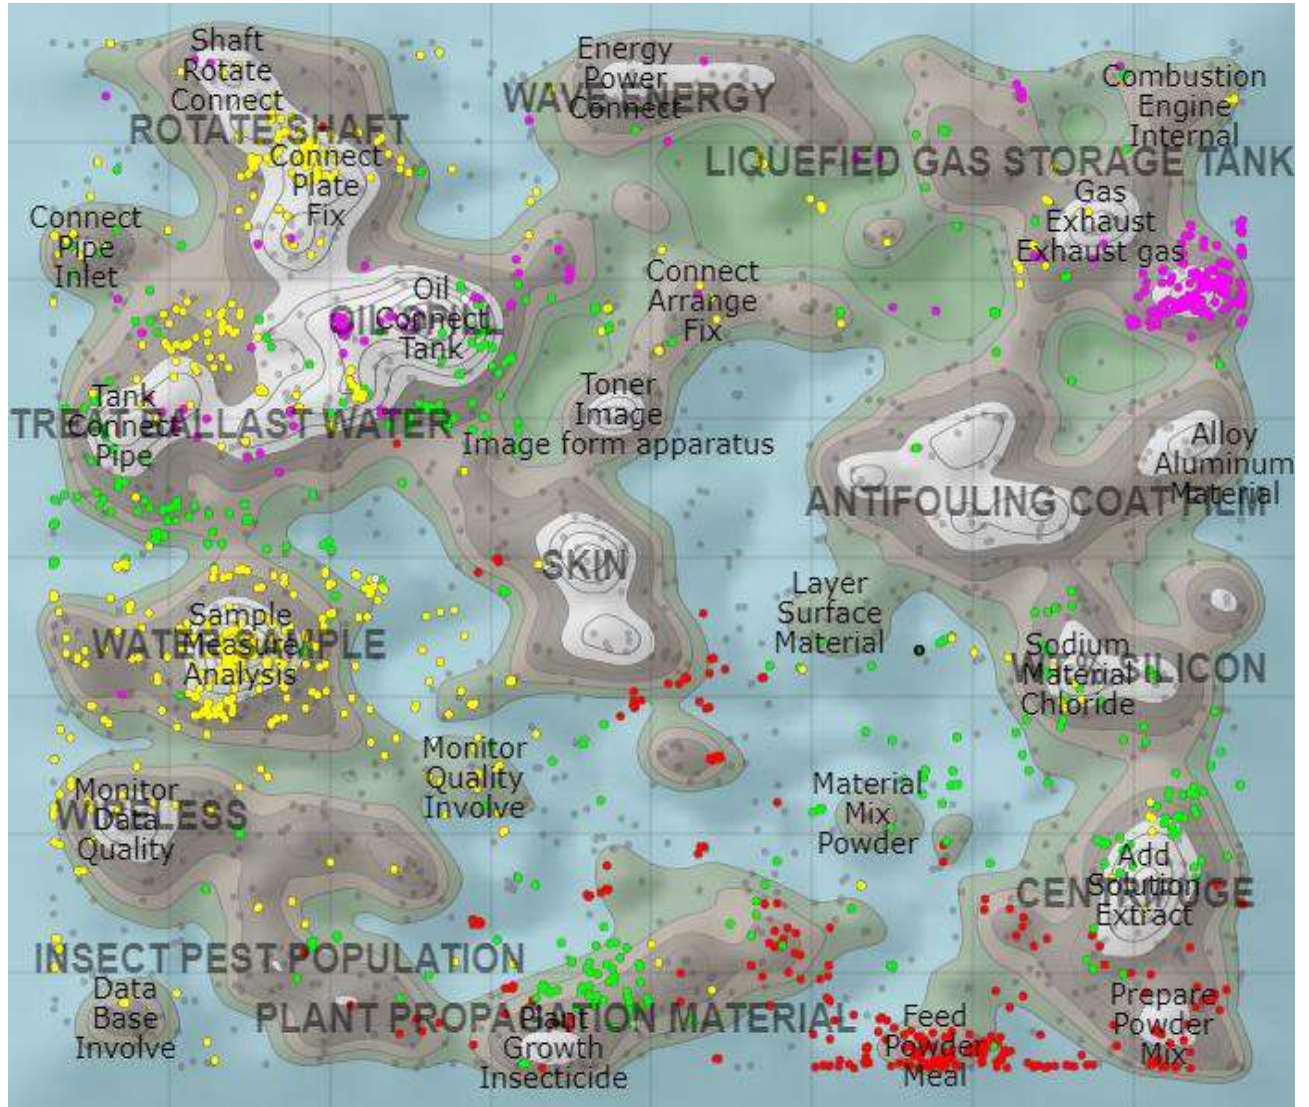 Shaft
Rotate
Connect
ROTATE SHAFT
Energy
Power
Connect
WAVE ENERGY
Combustion
Engine
Internal
LIQUEFIED GAS STORAGE TANK
Connect
Plate
Fix
Gas
Exhaust
Exhaust gas
Connect
Pipe
Inlet
Connect
Arrange
Fix
Oil
Connect
Tank
OIL
Toner
Image
Image form apparatus
Tank
Connect
Pipe
TREAT BALLAST WATER
Alloy
Aluminum
Material
ANTIFOULING COAT FILM
SKIN
Layer
Surface
Material
Sample
Measure
Analysis
WATER SAMPLE
Sodium
Material
Chloride
SILICON
Monitor
Quality
Involve
Monitor
Data
Quality
WIRELESS
Material
Mix
Powder
Add
Solution
Extract
CENTRIFUGE
INSECT PEST POPULATION
Data
Base
Involve
PLANT PROPAGATION MATERIAL
Plant
Growth
Insecticide
Feed
Powder
Meal
Prepare
Powder
Mix